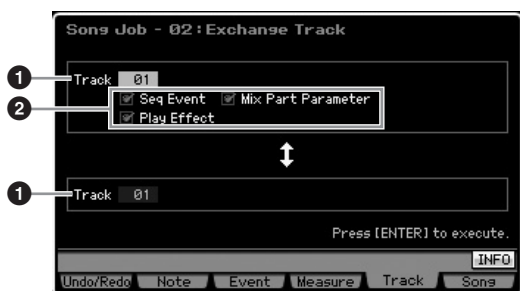 Song Job - 02:Exchange Track
1 Track 01
2 Seq Event Mix Part Parameter
Play Effect
1 Track 01
Press [ENTER] to execute.
INFO
Undo/Redo Note Event Measure Track Song